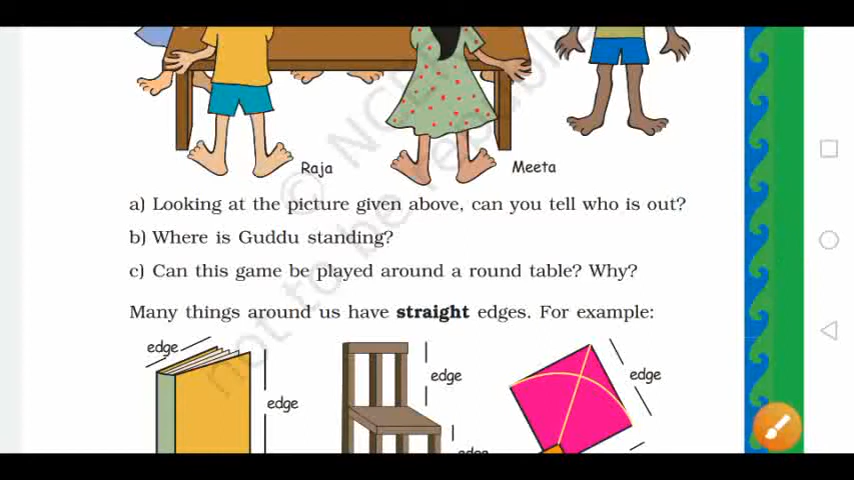 Raja
Meeta
a) Looking at the picture given above, can you tell who is out?
b) Where is Guddu standing?
c) Can this game be played around a round table? Why?
Many things around us have straight edges. For example:
edge
edge
edge
edge
edge